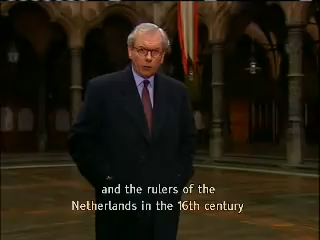 and the rulers of the
Netherlands in the 16th century